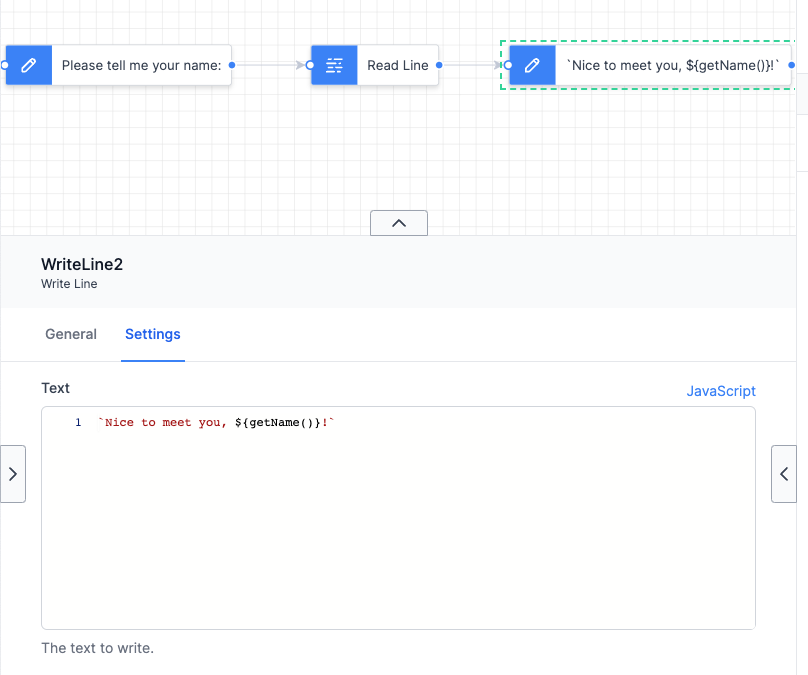 Please tell me your name:
Read Line
`Nice to meet you, ${getName()}!`
WriteLine2
Write Line
General
Settings
Text
JavaScript
1 `Nice to meet you, ${getName()}!`
The text to write.